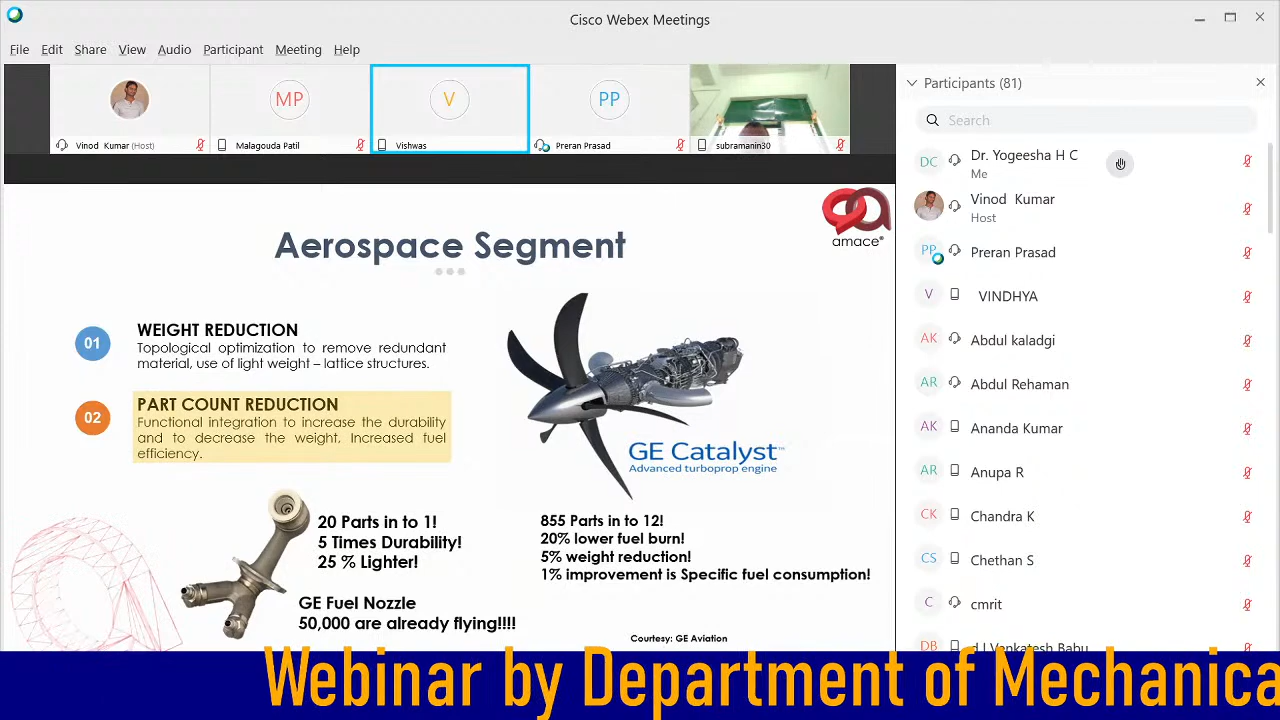 Cisco Webex Meetings
File Edit Share View Audio Participant Meeting Help
MP
V
PP
Vinod Kumar (Host)
Malagouda Patil
Vishwas
Preran Prasad
subramanin30
Participants (81)
Search
DC Dr. Yogeesha H C
Me
Vinod Kumar
Host
PP Preran Prasad
V VINDHYA
AK Abdul kaladgi
AR Abdul Rehaman
AK Ananda Kumar
AR Anupa R
CK Chandra K
CS Chethan S
C cmrit
DB d J Venkatesh Babu
amace®
Aerospace Segment
01 WEIGHT REDUCTION
Topological optimization to remove redundant
material, use of light weight – lattice structures.
02 PART COUNT REDUCTION
Functional integration to increase the durability
and to decrease the weight. Increased fuel
efficiency.
GE Catalyst™
Advanced turboprop engine
20 Parts in to 1!
5 Times Durability!
25 % Lighter!
GE Fuel Nozzle
50,000 are already flying!!!!
855 Parts in to 12!
20% lower fuel burn!
5% weight reduction!
1% improvement is Specific fuel consumption!
Courtesy: GE Aviation
Webinar by Department of Mechanica